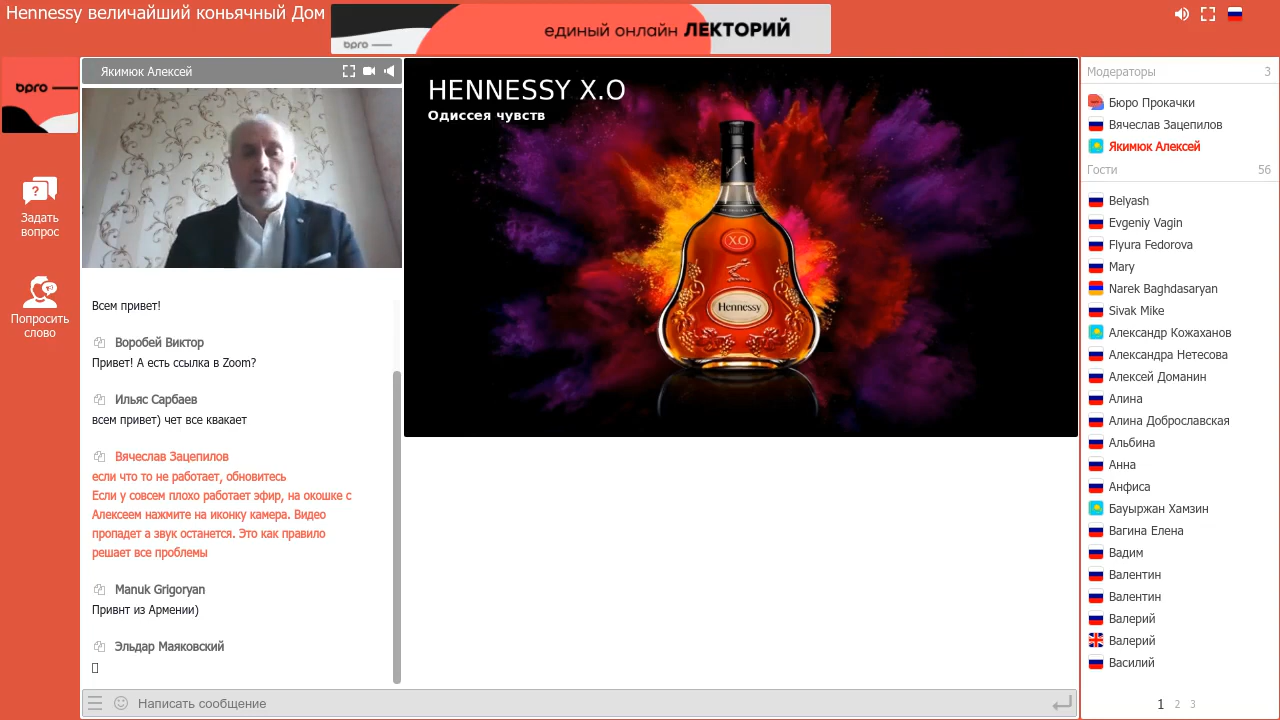 Hennessy величайший коньячный Дом
bpro
единый онлайн ЛЕКТОРИЙ
bpro
Задать
вопрос
Попросить
слово
Якимюк Алексей
Всем привет!
Воробей Виктор
Привет! А есть ссылка в Zoom?
Ильяс Сарбаев
всем привет) чет все квакает
Вячеслав Зацепилов
если что то не работает, обновитесь
Если у совсем плохо работает эфир, на окошке с
Алексеем нажмите на иконку камера. Видео
пропадет а звук останется. Это как правило
решает все проблемы
Manuk Grigoryan
Привнт из Армении)
Эльдар Маяковский
Написать сообщение
HENNESSY X.O
Одиссея чувств
X.O
Hennessy
Модераторы 3
Бюро Прокачки
Вячеслав Зацепилов
Якимюк Алексей
Гости 56
Belyash
Evgeniy Vagin
Flyura Fedorova
Mary
Narek Baghdasaryan
Sivak Mike
Александр Кожаханов
Александра Нетесова
Алексей Доманин
Алина
Алина Доброславская
Альбина
Анна
Анфиса
Бауыржан Хамзин
Вагина Елена
Вадим
Валентин
Валентин
Валерий
Валерий
Василий
1 2 3